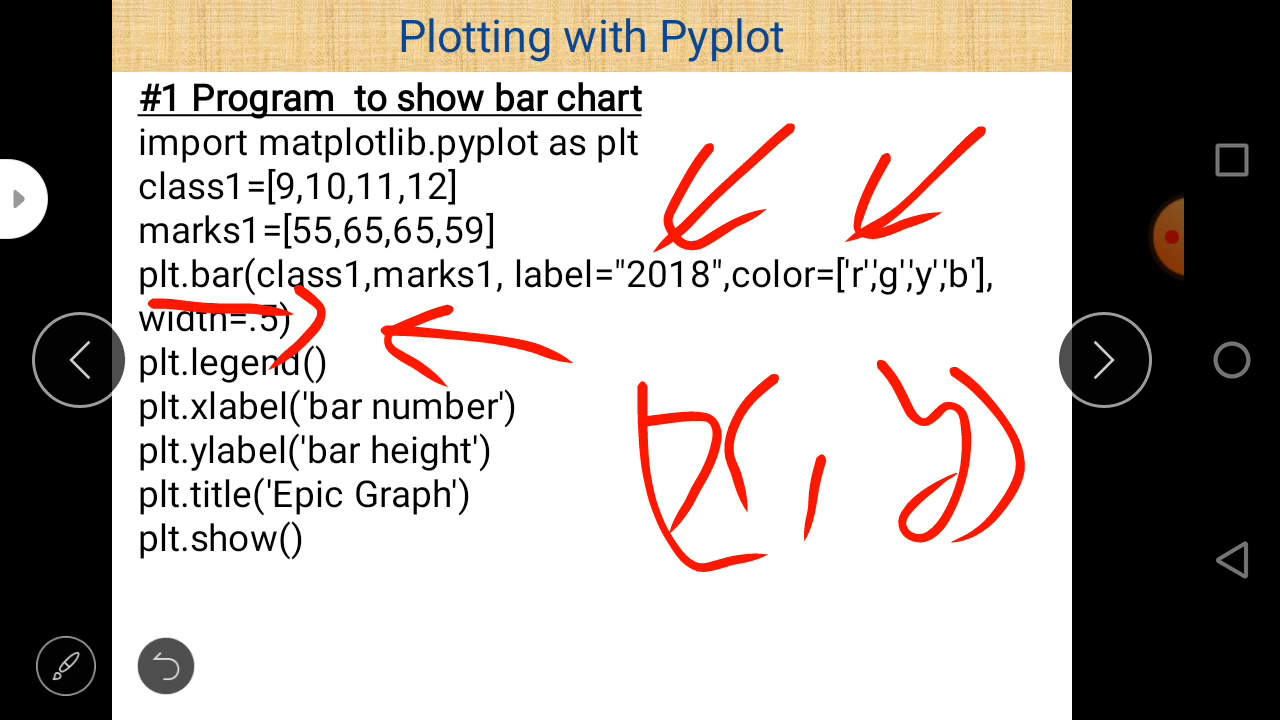 Plotting with Pyplot
#1 Program to show bar chart
import matplotlib.pyplot as plt
class1=[9,10,11,12]
marks1=[55,65,65,59]
plt.bar(class1,marks1, label="2018",color=['r','g','y','b'],
width=.5)
plt.legend()
plt.xlabel('bar number')
plt.ylabel('bar height')
plt.title('Epic Graph')
plt.show()